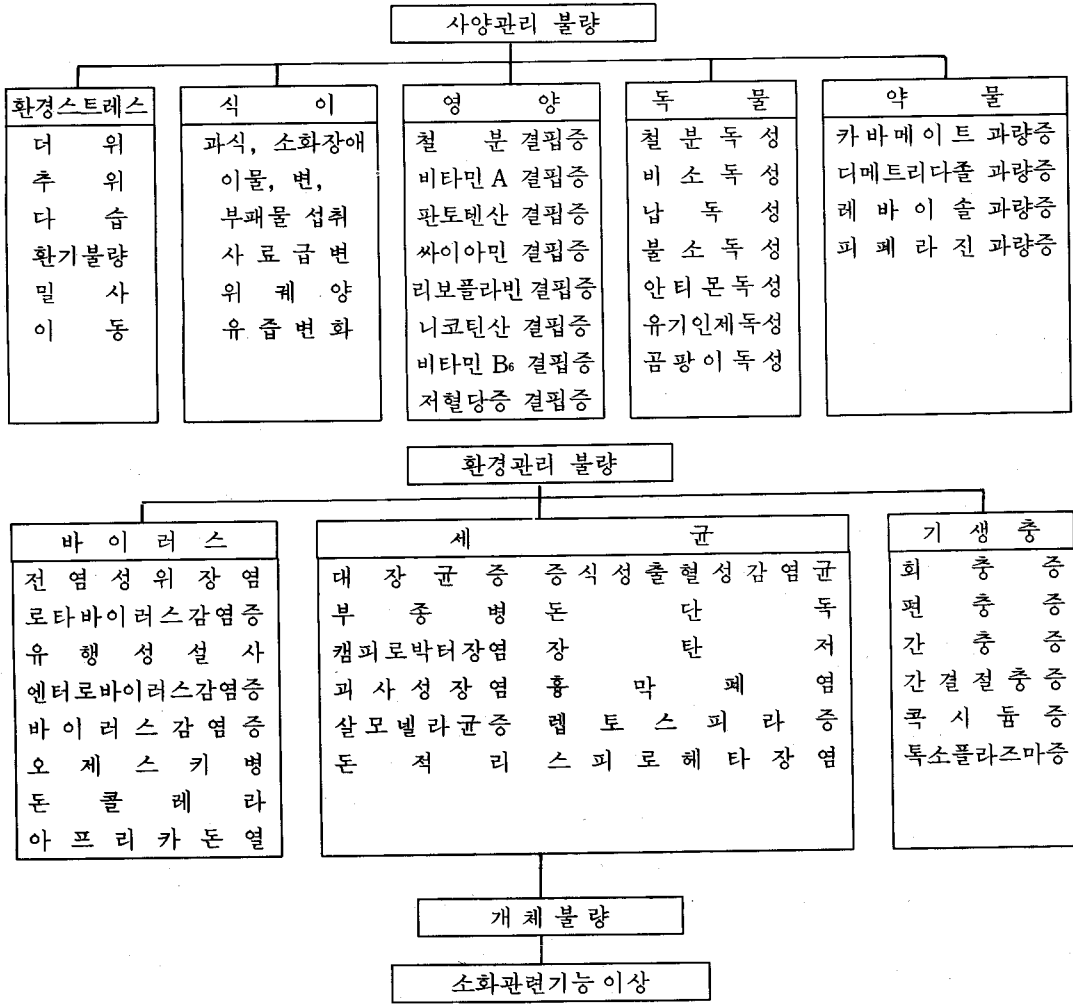 사양관리 불량
환경스트레스
더 위
추 위
다 습
환기불량
밀 사
이 동
식 이
과식, 소화장애
이물, 변,
부패물 섭취
사 료 급 변
위 궤 양
유 즙 변 화
영 양
철 분 결핍증
비타민 A 결핍증
판토텐산 결핍증
싸이아민 결핍증
리보플라빈 결핍증
니코틴산 결핍증
비타민 B₆ 결핍증
저혈당증 결핍증
독 물
철 분 독 성
비 소 독 성
납 독 성
불 소 독 성
안 티 몬 독 성
유기인제독성
곰 팡 이 독 성
약 물
카 바 메 이 트 과량증
디메트리다졸 과량증
레 바 이 솔 과량증
피 페 라 진 과량증
환경관리 불량
바 이 러 스
전 염 성 위 장 염
로타바이러스감염증
유 행 성 설 사
엔터로바이러스감염증
바 이 러 스 감 염 증
오 제 스 키 병
돈 콜 레 라
아 프 리 카 돈 열
세 균
대 장 균 증 증식성출혈성감염균
부 종 병 돈 단 독
캠피로박터장염 장 탄 저
괴 사 성 장 염 흉 막 폐 염
살모넬라균증 렙 토 스 피 라 증
돈 적 리 스 피 로 헤 타 장 염
기 생 충
회 충 증
편 충 증
간 충 증
간 결 절 충 증
콕 시 듐 증
톡소플라즈마증
개 체 불 량
소화관련기능 이상